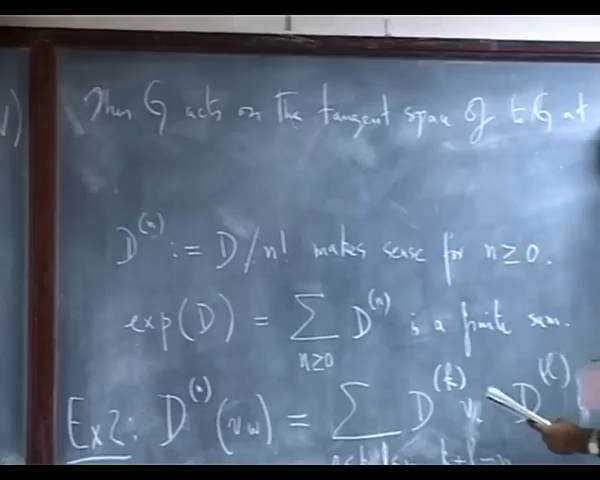 Then G acts on the tangent space of to G at
D^(n) := D/n! makes sense for n ≥ 0.
exp(D) = ∑_{n≥0} D^(n) is a finite sum.
Ex2: D^(n) (vw) = ∑ D^(k) v. D^(l)